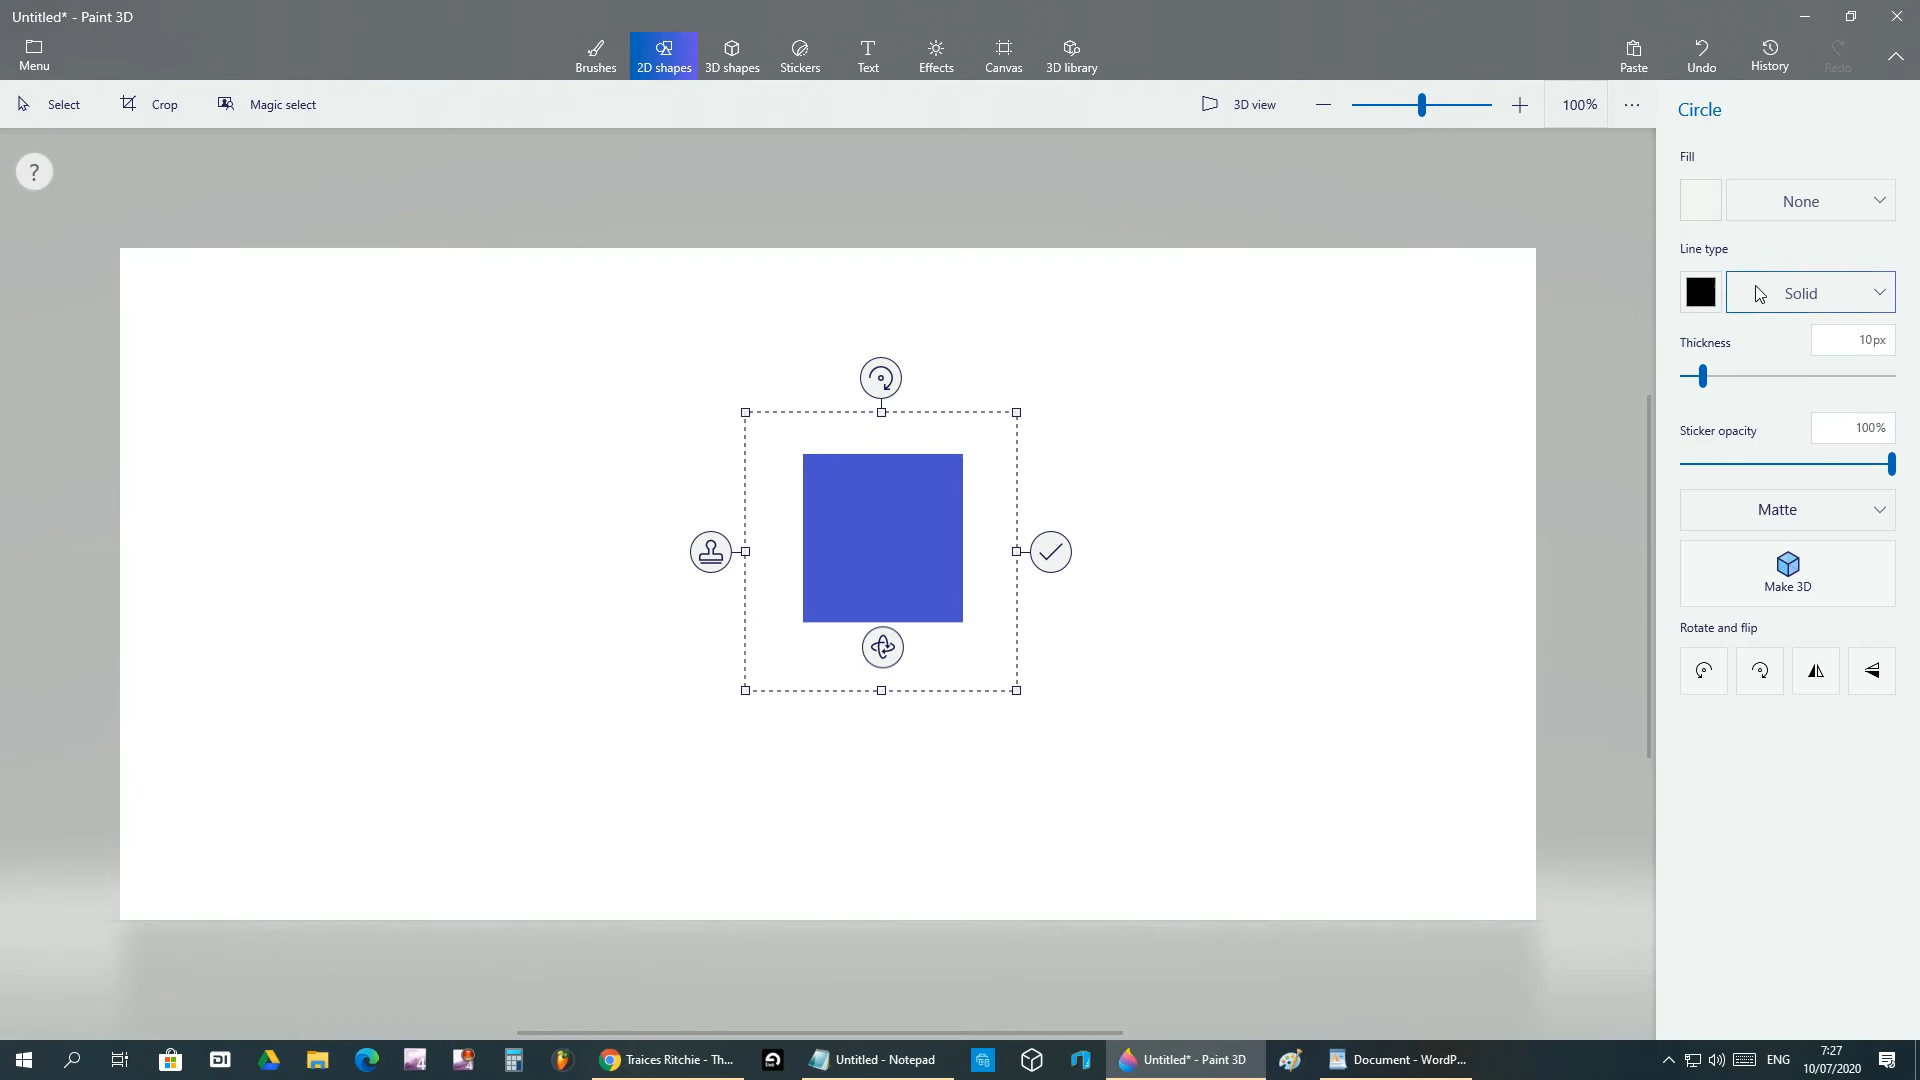 Untitled* - Paint 3D
Menu
Brushes
2D shapes
3D shapes
Stickers
Text
Effects
Canvas
3D library
Paste
Undo
History
Redo
Select
Crop
Magic select
3D view
100%
Circle
?
Fill
None
Line type
Solid
Thickness
10px
Sticker opacity
100%
Matte
Make 3D
Rotate and flip
Traices Ritchie - Th...
Untitled - Notepad
Untitled* - Paint 3D
Document - WordP...
ENG
7:27
10/07/2020